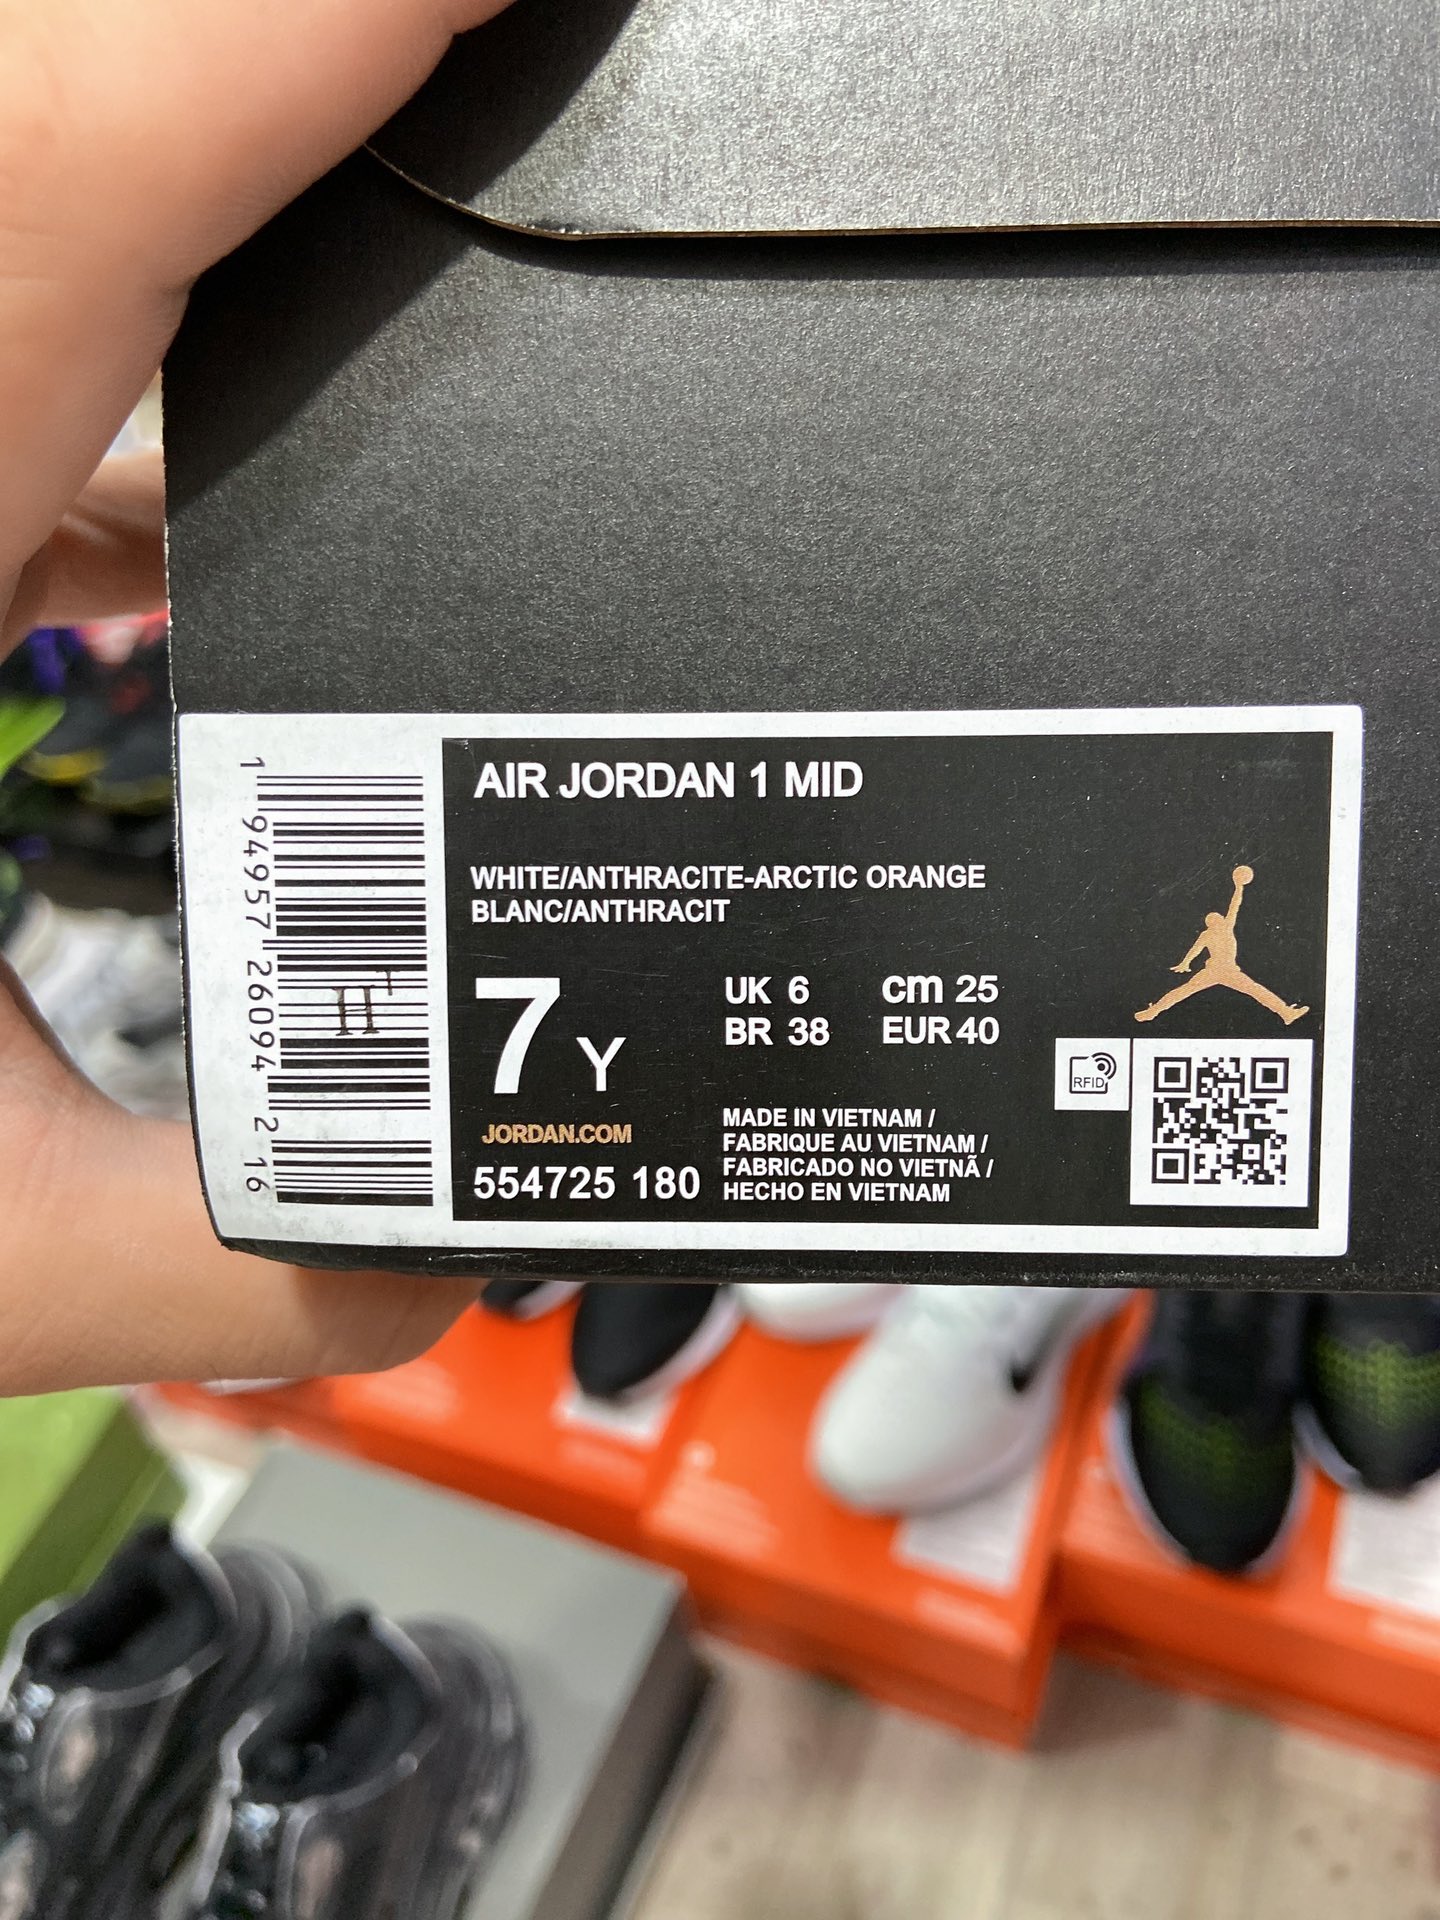 AIR JORDAN 1 MID
WHITE/ANTHRACITE-ARCTIC ORANGE
BLANC/ANTHRACIT
7 Y
UK 6 cm 25
BR 38 EUR 40
JORDAN.COM
554725 180
MADE IN VIETNAM /
FABRIQUE AU VIETNAM /
FABRICADO NO VIETNÃ /
HECHO EN VIETNAM
RFID
1 94957 26094 2 16
H+